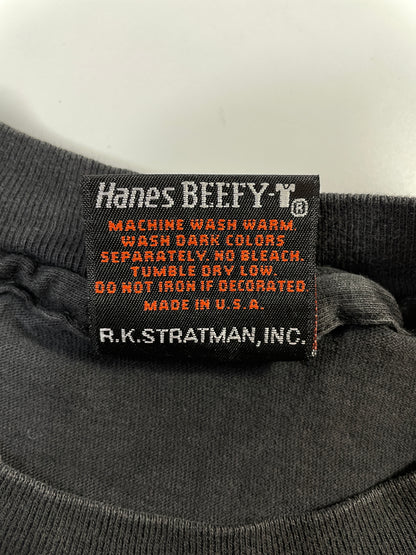 Hanes BEEFY-T®
MACHINE WASH WARM.
WASH DARK COLORS
SEPARATELY. NO BLEACH.
TUMBLE DRY LOW.
DO NOT IRON IF DECORATED.
MADE IN U.S.A.
R.K.STRATMAN, INC.